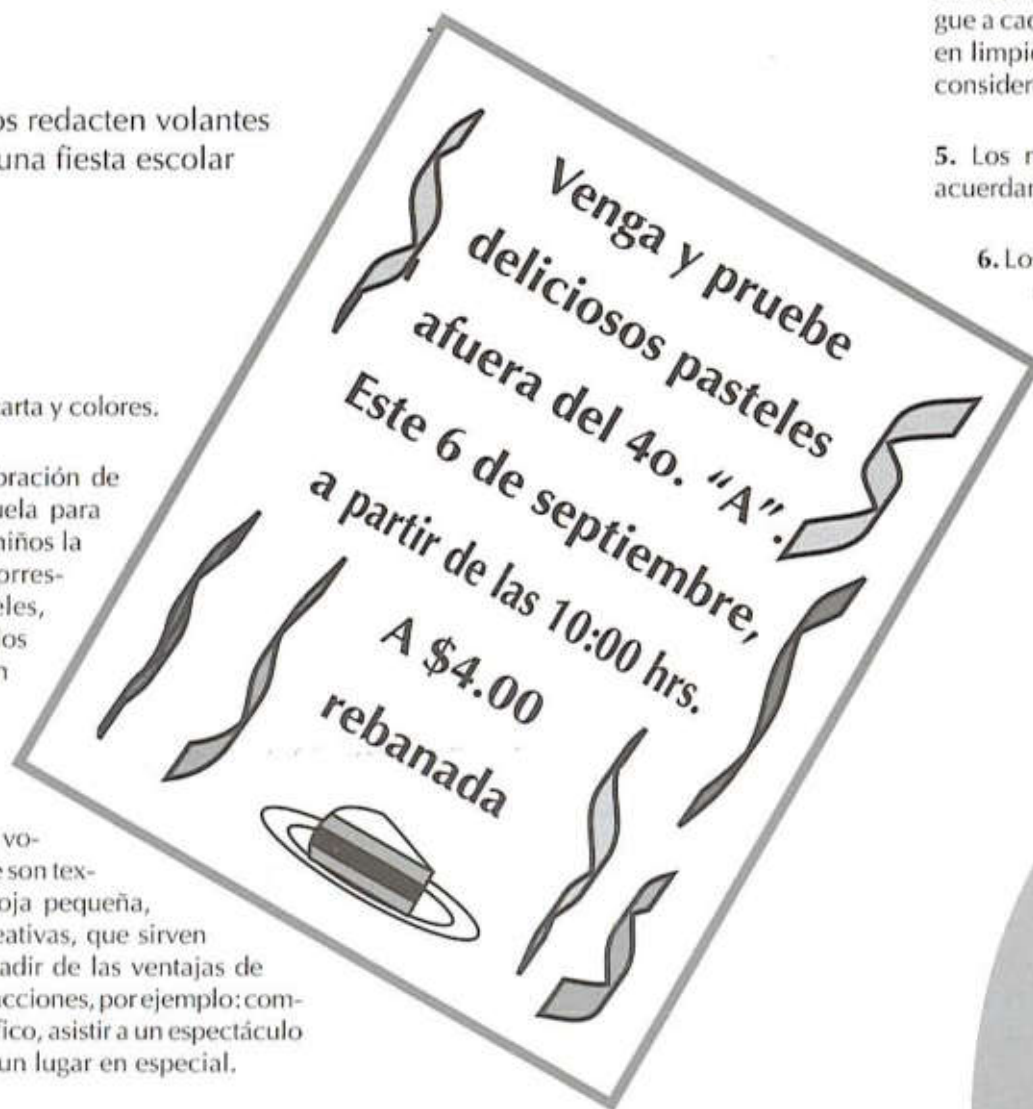 os redacten volantes
una fiesta escolar
arta y colores.
oración de
uela para
niños la
orres-
eles,
los
n
vo-
e son tex-
oja pequeña,
eativas, que sirven
adir de las ventajas de
acciones, por ejemplo: com-
fico, asistir a un espectáculo
un lugar en especial.
Venga y pruebe
deliciosos pasteles
afuera del 4o. "A".
Este 6 de septiembre,
a partir de las 10:00 hrs.
A $4.00
rebanada
gue a cad
en limpi
consider
5. Los
acuerda
6. Lo